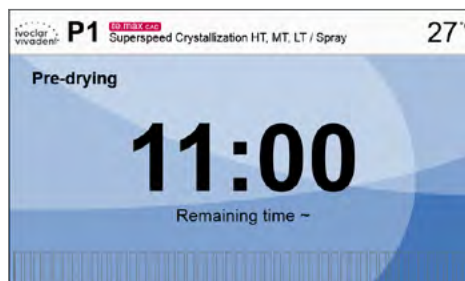 ivoclar
vivadent
P1
e.max CAD
Superspeed Crystallization HT, MT, LT / Spray
27°
Pre-drying
11:00
Remaining time ~